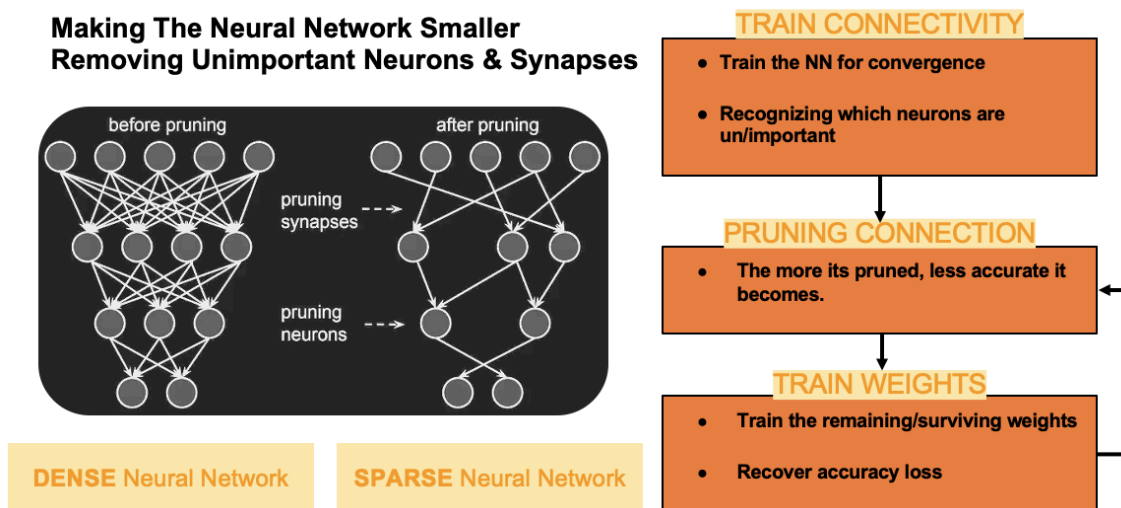 Making The Neural Network Smaller
Removing Unimportant Neurons & Synapses
before pruning
after pruning
pruning
synapses
pruning
neurons
DENSE Neural Network
SPARSE Neural Network
TRAIN CONNECTIVITY
● Train the NN for convergence
● Recognizing which neurons are
un/important
PRUNING CONNECTION
● The more its pruned, less accurate it
becomes.
TRAIN WEIGHTS
● Train the remaining/surviving weights
● Recover accuracy loss